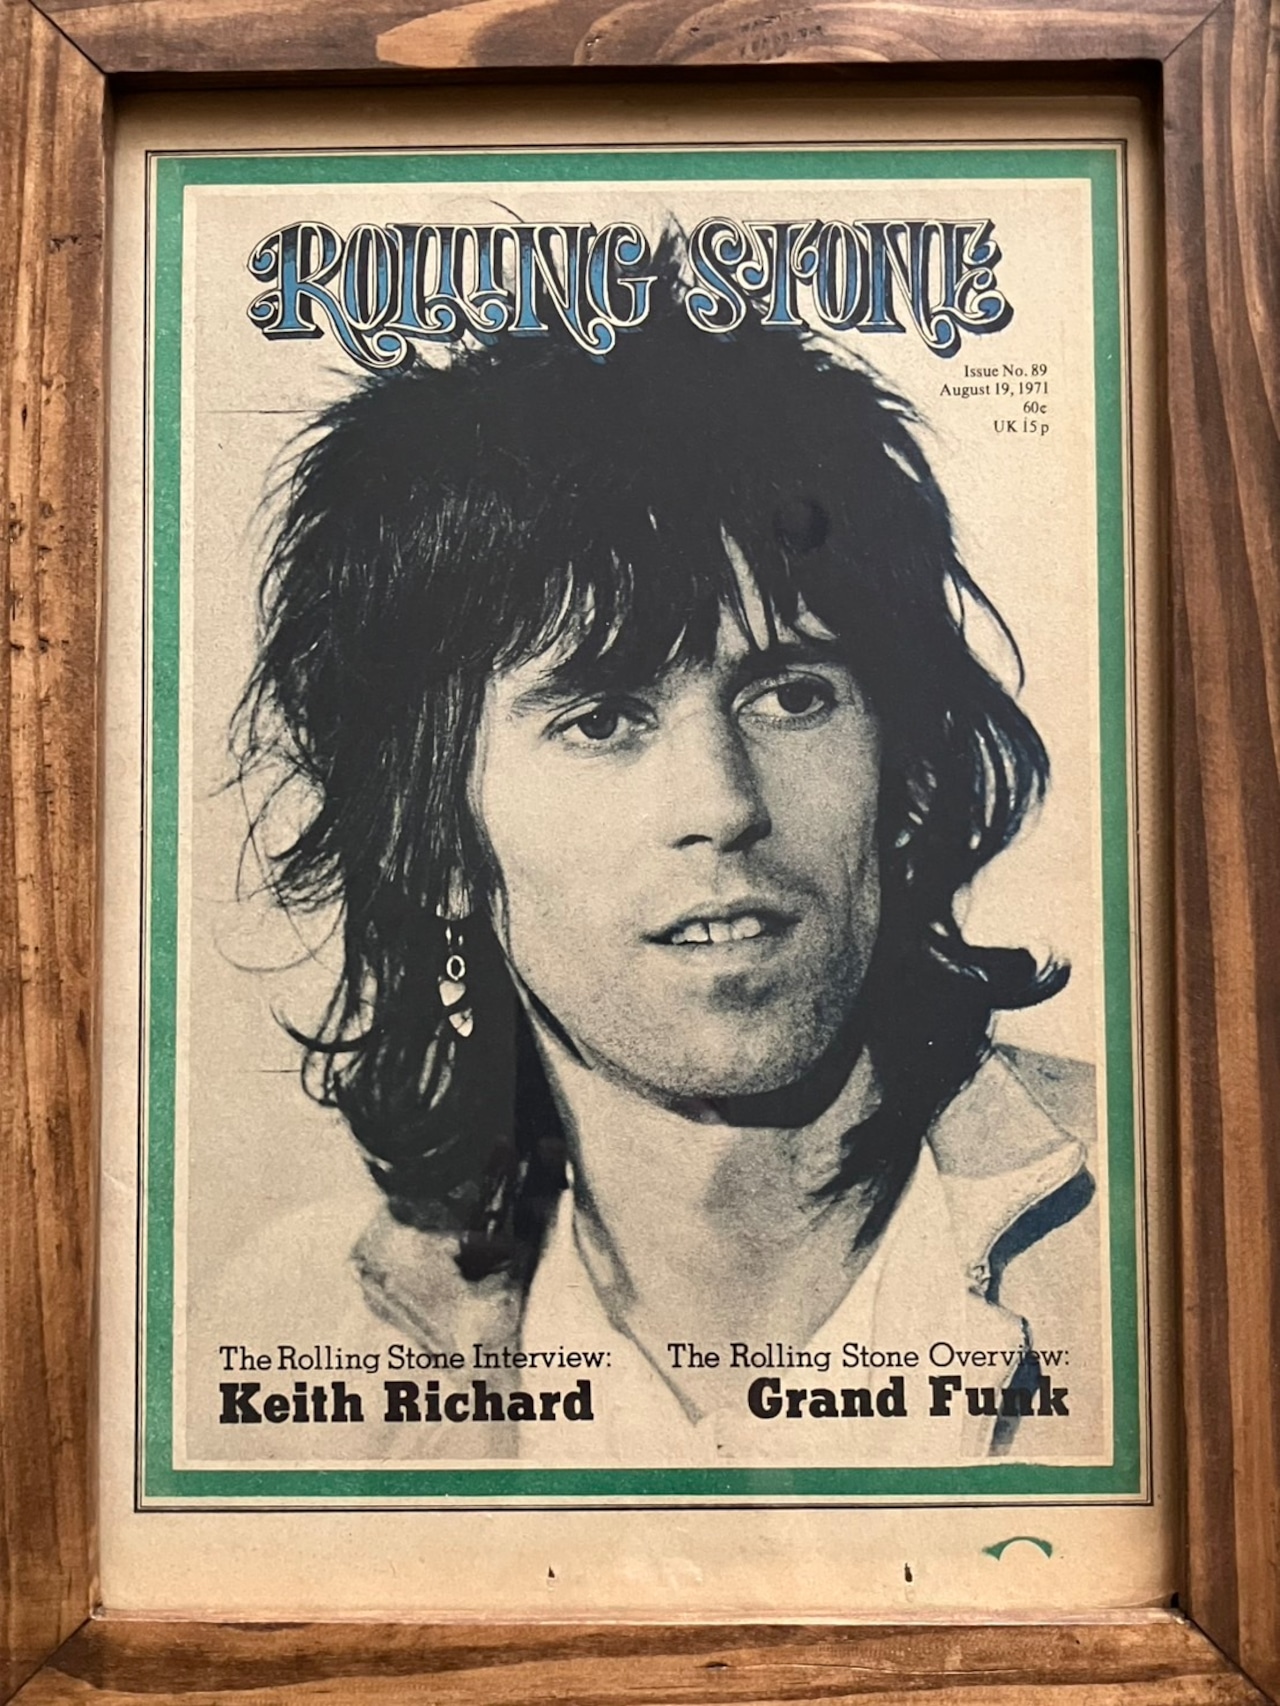 ROLLING STONE
Issue No. 89
August 19, 1971
60¢
UK 15p
The Rolling Stone Interview:
Keith Richard
The Rolling Stone Overview:
Grand Funk